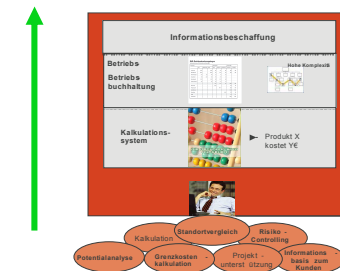 Informationsbeschaffung
Betriebs
Hohe Komplexität
Betriebs
buchhaltung
Kalkulations-
system
Produkt X
kostet Y€
Standortvergleich
Risiko -
Controlling
Kalkulation
Potentialanalyse
Grenzkosten -
kalkulation
Projekt -
unterst ützung
Informations -
basis zum
Kunden